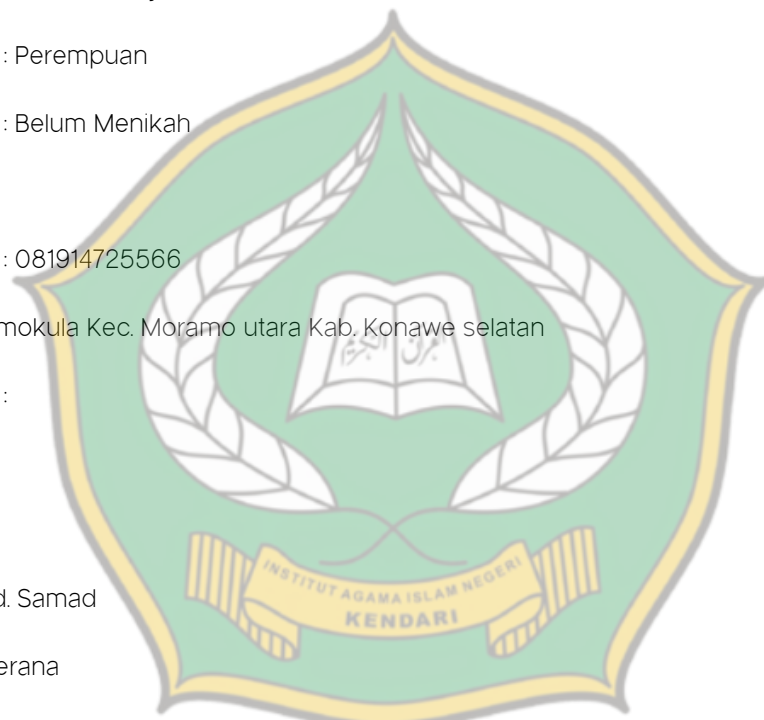 : Perempuan
: Belum Menikah
: 081914725566
mokula Kec. Moramo utara Kab. Konawe selatan
:
INSTITUT AGAMA ISLAM NEGERI
KENDARI
d. Samad
erana